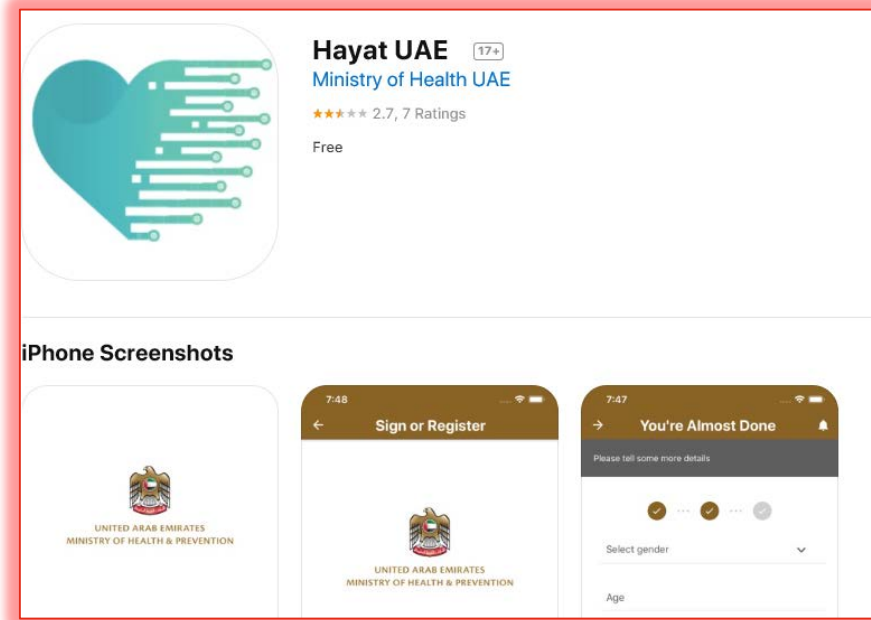 Hayat UAE 17+
Ministry of Health UAE
2.7, 7 Ratings
Free
iPhone Screenshots
UNITED ARAB EMIRATES
MINISTRY OF HEALTH & PREVENTION
7:48
Sign or Register
UNITED ARAB EMIRATES
MINISTRY OF HEALTH & PREVENTION
7:47
You're Almost Done
Please tell some more details
Select gender
Age